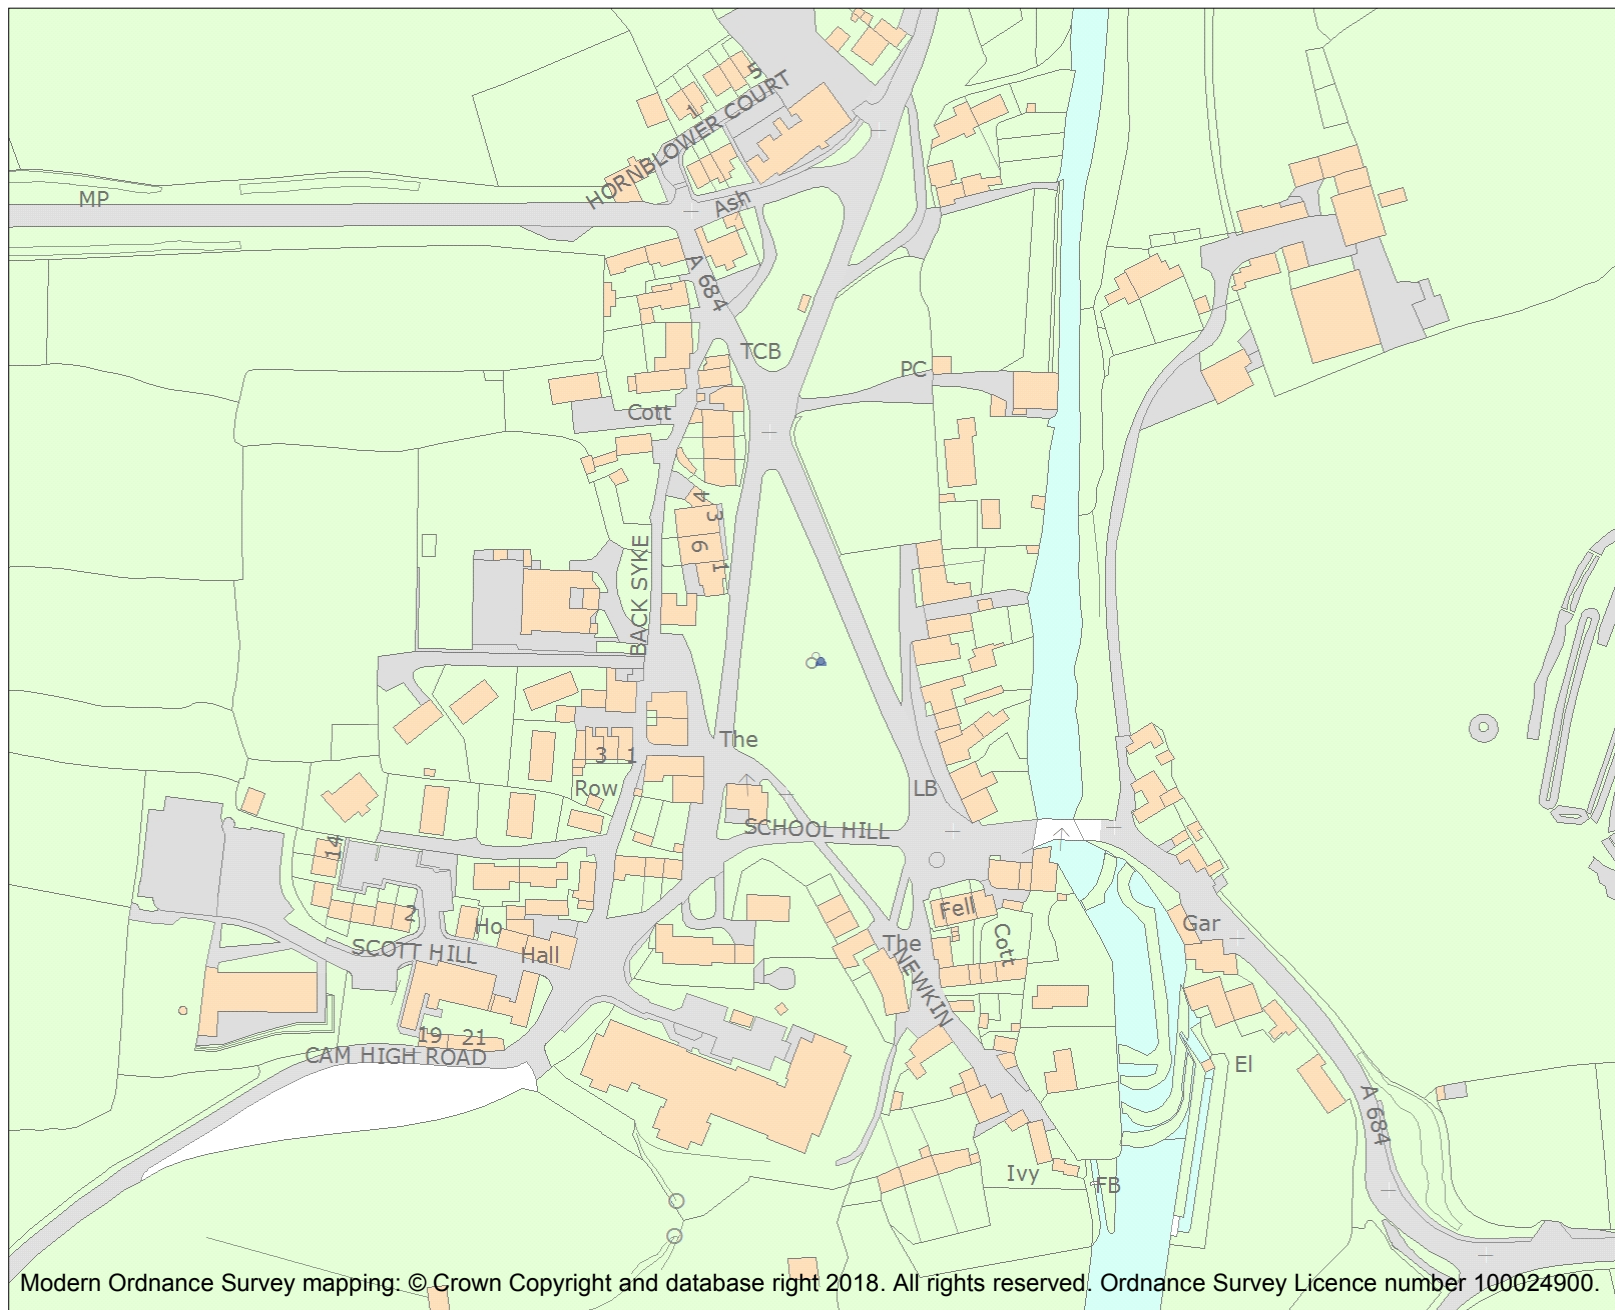 5
1
HORNBLOWER COURT
MP
Ash
A 684
TCB
PC
Cott
4
3
6
1
BACK SYKE
The
3 1
Row
LB
SCHOOL HILL
14
2
Ho
Fell
Cott
Gar
SCOTT HILL
Hall
The
NEWKIN
19 21
CAM HIGH ROAD
El
A 684
Ivy
FB
Modern Ordnance Survey mapping: © Crown Copyright and database right 2018. All rights reserved. Ordnance Survey Licence number 100024900.